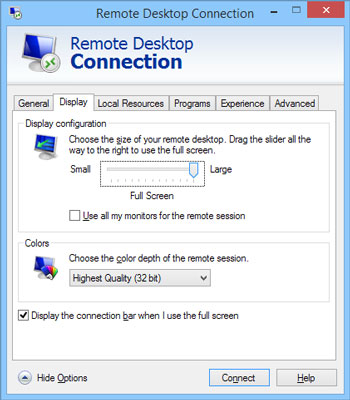 Remote Desktop Connection
Remote Desktop
Connection
General Display Local Resources Programs Experience Advanced
Display configuration
Choose the size of your remote desktop. Drag the slider all the
way to the right to use the full screen.
Small Large
Full Screen
Use all my monitors for the remote session
Colors
Choose the color depth of the remote session.
Highest Quality (32 bit)
Display the connection bar when I use the full screen
Hide Options Connect Help